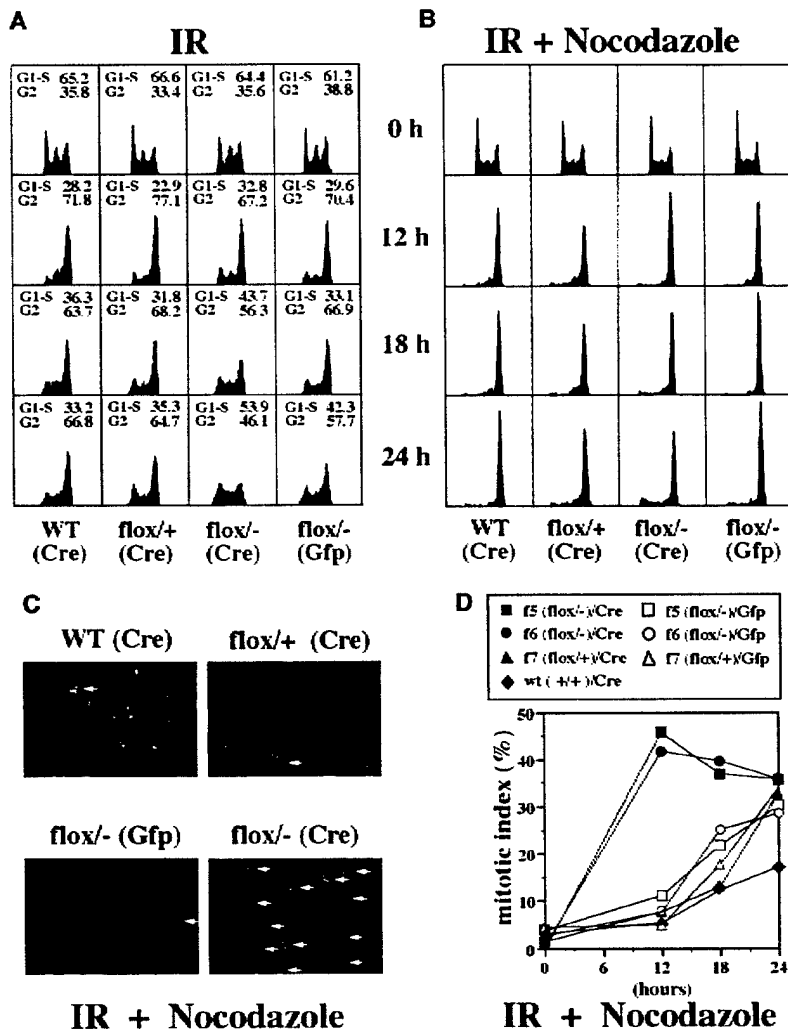 A
IR
G1-S 65.2
G2 35.8
G1-S 66.6
G2 33.4
G1-S 64.4
G2 35.6
G1-S 61.2
G2 38.8
G1-S 28.2
G2 71.8
G1-S 22.9
G2 77.1
G1-S 32.8
G2 67.2
G1-S 29.6
G2 70.4
G1-S 36.3
G2 63.7
G1-S 31.8
G2 68.2
G1-S 43.7
G2 56.3
G1-S 33.1
G2 66.9
G1-S 33.2
G2 66.8
G1-S 35.3
G2 64.7
G1-S 53.9
G2 46.1
G1-S 42.3
G2 57.7
WT
(Cre)
flox/+
(Cre)
flox/-
(Cre)
flox/-
(Gfp)
B
IR + Nocodazole
0 h
12 h
18 h
24 h
WT
(Cre)
flox/+
(Cre)
flox/-
(Cre)
flox/-
(Gfp)
C
WT (Cre)
flox/+ (Cre)
flox/- (Gfp)
flox/- (Cre)
IR + Nocodazole
D
f5 (flox/-)/Cre
f5 (flox/-)/Gfp
f6 (flox/-)/Cre
f6 (flox/-)/Gfp
f7 (flox/+)/Cre
f7 (flox/+)/Gfp
wt (+/+)/Cre
mitotic index (%)
50
40
30
20
10
0
0 6 12 18 24
(hours)
IR + Nocodazole